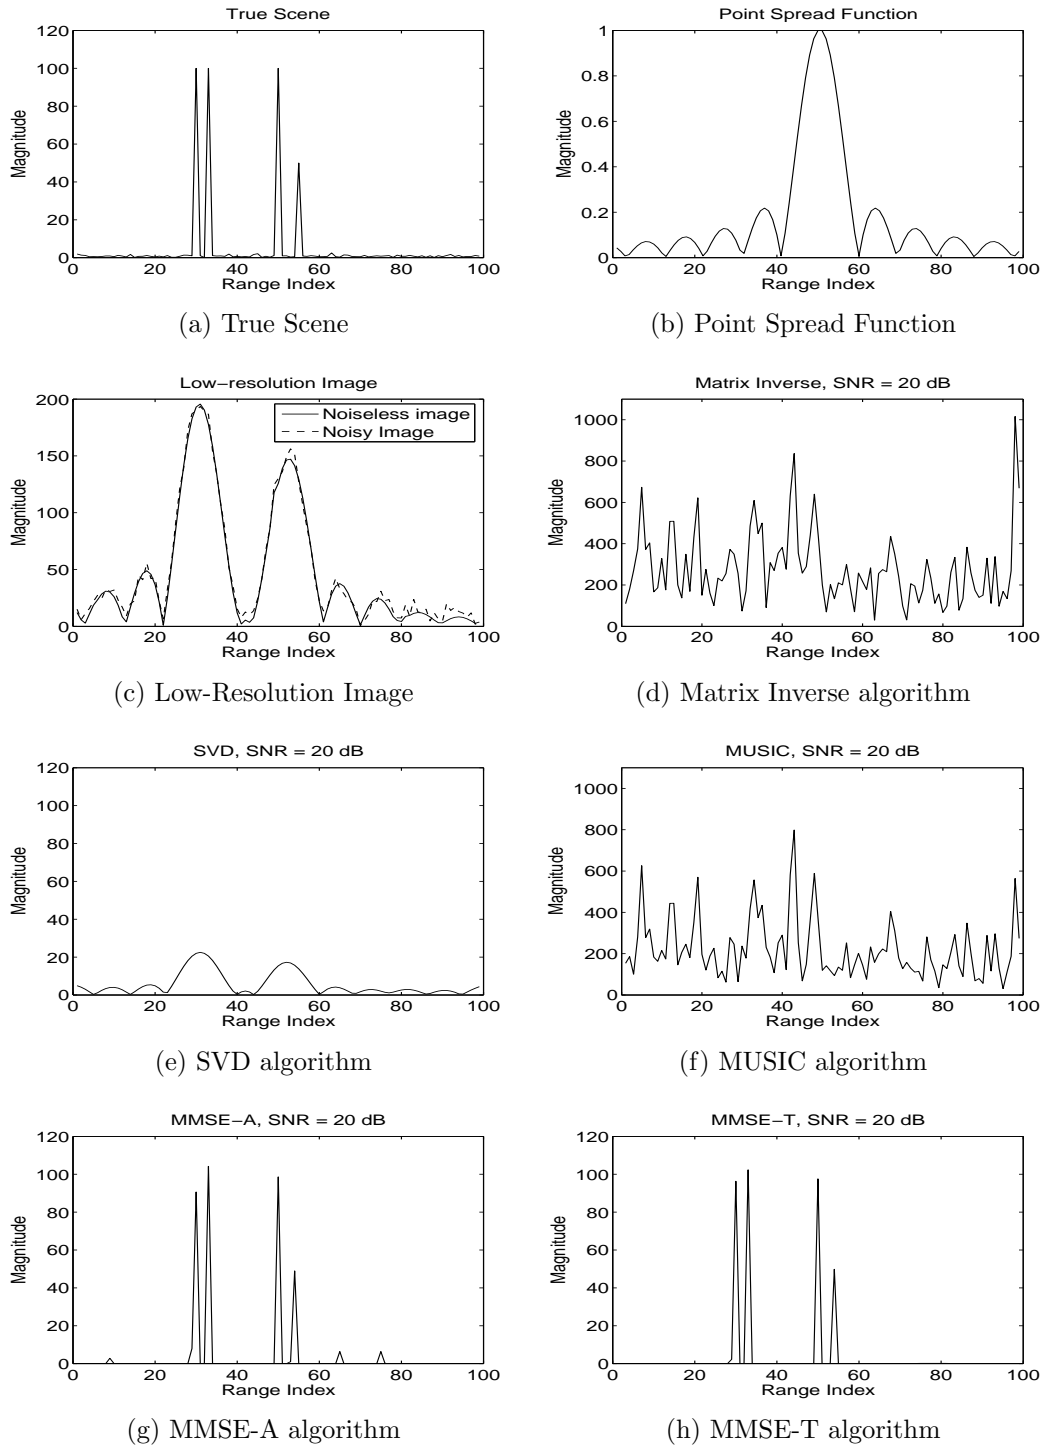 True Scene
120
100
80
60
40
20
0
Magnitude
0 20 40 60 80 100
Range Index
(a) True Scene
Point Spread Function
1
0.8
0.6
0.4
0.2
0
Magnitude
0 20 40 60 80 100
Range Index
(b) Point Spread Function
Low-resolution Image
200
150
100
50
0
Magnitude
Noiseless image
Noisy Image
0 20 40 60 80 100
Range Index
(c) Low-Resolution Image
Matrix Inverse, SNR = 20 dB
1000
800
600
400
200
0
Magnitude
0 20 40 60 80 100
Range Index
(d) Matrix Inverse algorithm
SVD, SNR = 20 dB
120
100
80
60
40
20
0
Magnitude
0 20 40 60 80 100
Range Index
(e) SVD algorithm
MUSIC, SNR = 20 dB
1000
800
600
400
200
0
Magnitude
0 20 40 60 80 100
Range Index
(f) MUSIC algorithm
MMSE-A, SNR = 20 dB
120
100
80
60
40
20
0
Magnitude
0 20 40 60 80 100
Range Index
(g) MMSE-A algorithm
MMSE-T, SNR = 20 dB
120
100
80
60
40
20
0
Magnitude
0 20 40 60 80 100
Range Index
(h) MMSE-T algorithm